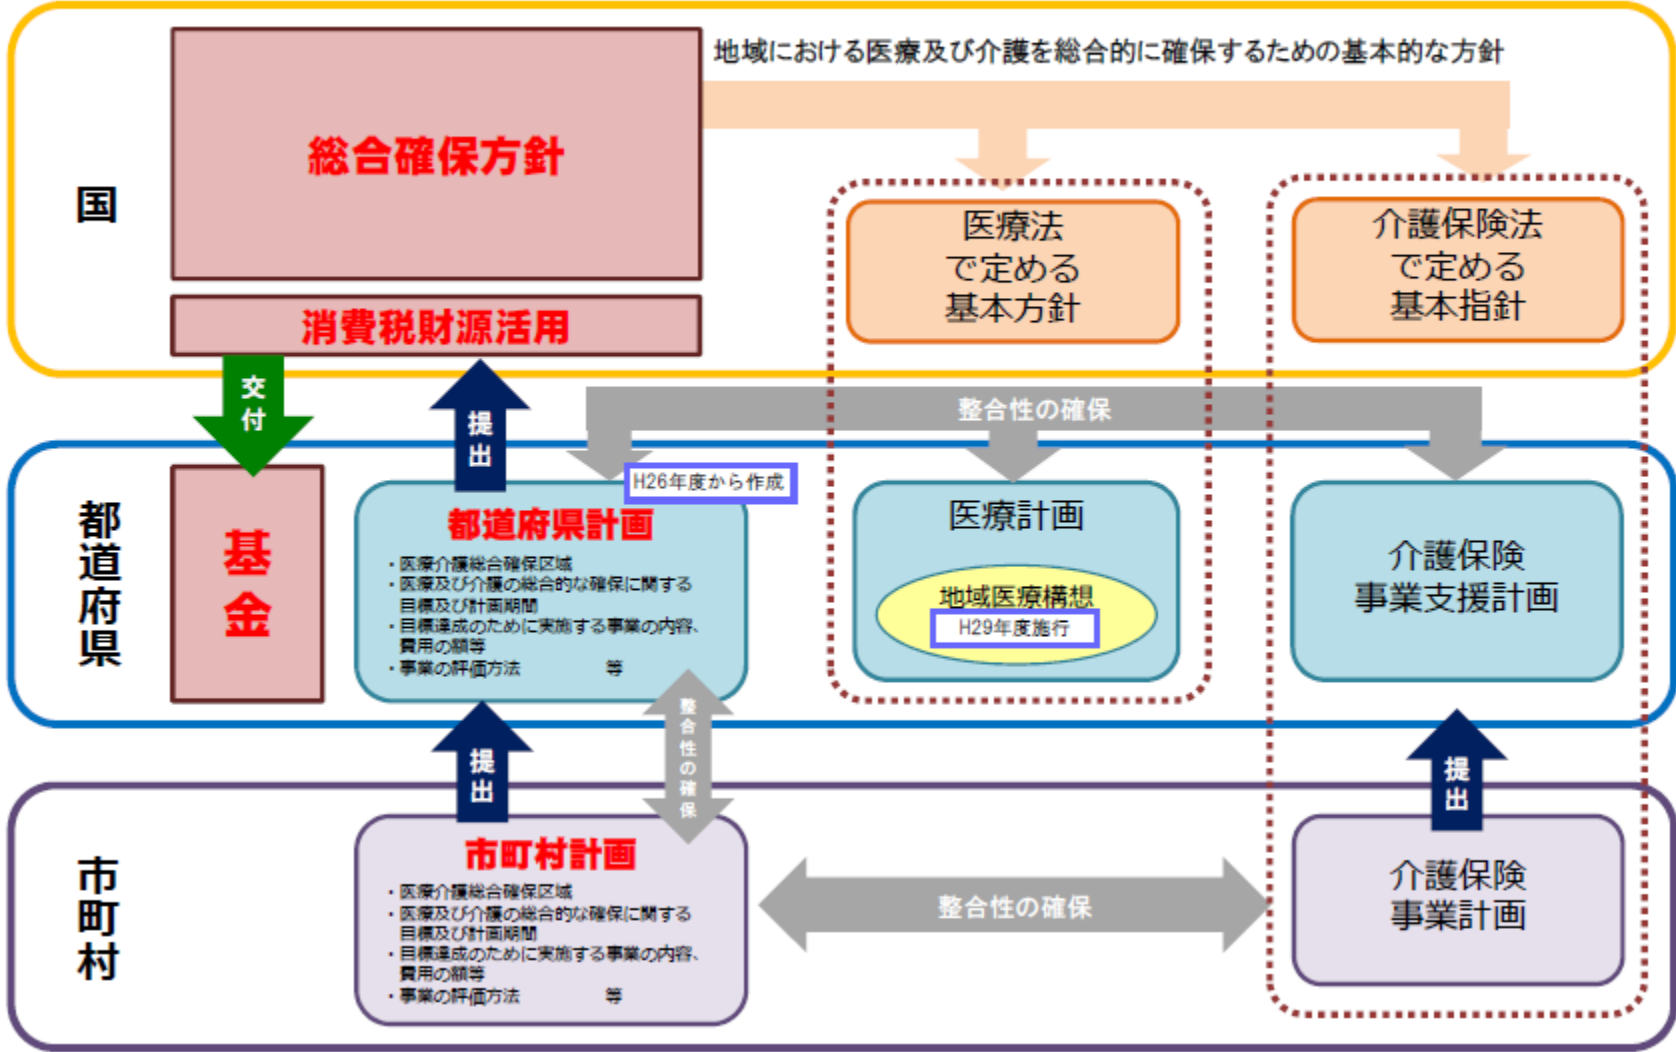 地域における医療及び介護を総合的に確保するための基本的な方針
国
総合確保方針
消費税財源活用
医療法
で定める
基本方針
介護保険法
で定める
基本指針
交
付
提
出
整合性の確保
都
道
府
県
基
金
H26年度から作成
都道府県計画
・医療介護総合確保区域
・医療及び介護の総合的な確保に関する
目標及び計画期間
・目標達成のために実施する事業の内容、
費用の額等
・事業の評価方法 等
医療計画
地域医療構想
H29年度施行
介護保険
事業支援計画
提
出
整
合
性
の
確
保
提
出
市
町
村
市町村計画
・医療介護総合確保区域
・医療及び介護の総合的な確保に関する
目標及び計画期間
・目標達成のために実施する事業の内容、
費用の額等
・事業の評価方法 等
整合性の確保
介護保険
事業計画